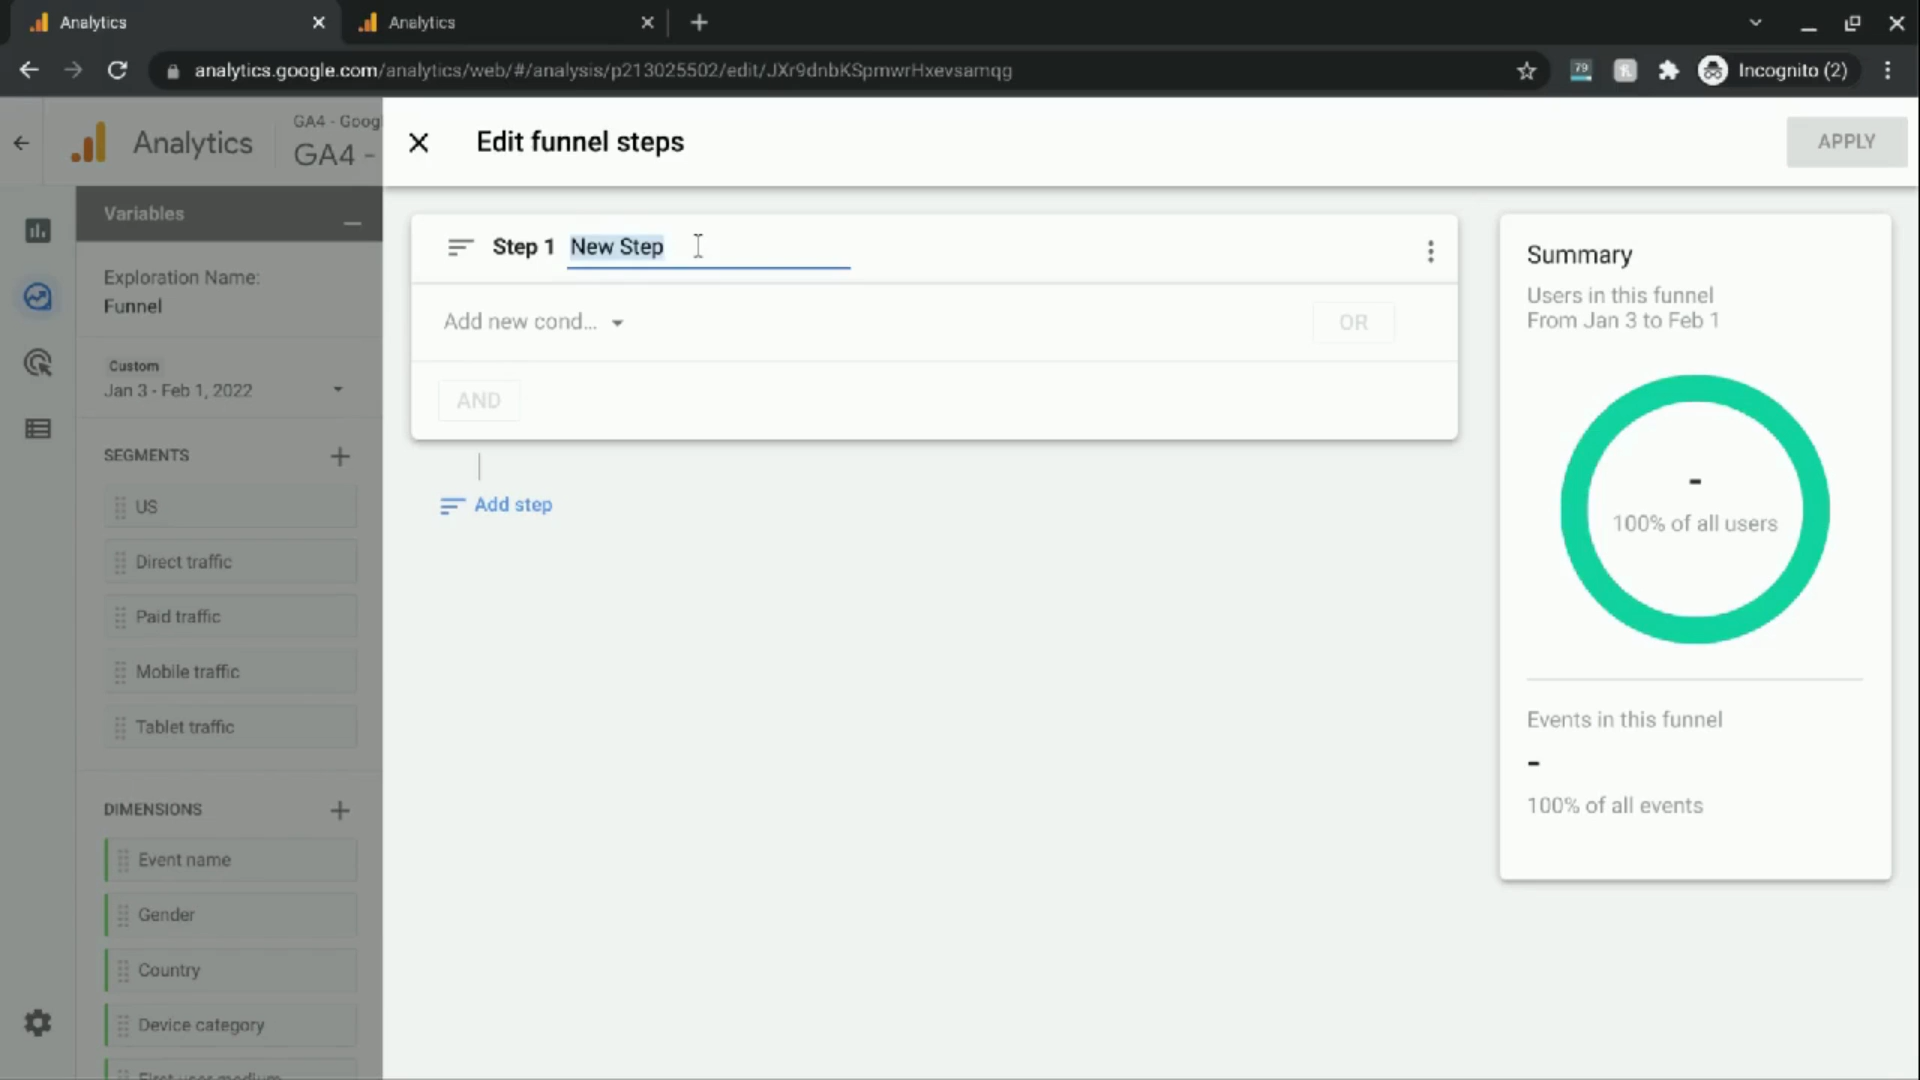 Analytics
Analytics
analytics.google.com/analytics/web/#/analysis/p213025502/edit/JXr9dnbKSpmwrHxevsamqg
79
Incognito (2)
Analytics
GA4 - Goog
GA4 -
Edit funnel steps
APPLY
Variables
Exploration Name:
Funnel
Custom
Jan 3 - Feb 1, 2022
SEGMENTS
US
Direct traffic
Paid traffic
Mobile traffic
Tablet traffic
DIMENSIONS
Event name
Gender
Country
Device category
First user medium
Step 1 New Step
Add new cond...
OR
AND
Add step
Summary
Users in this funnel
From Jan 3 to Feb 1
-
100% of all users
Events in this funnel
-
100% of all events